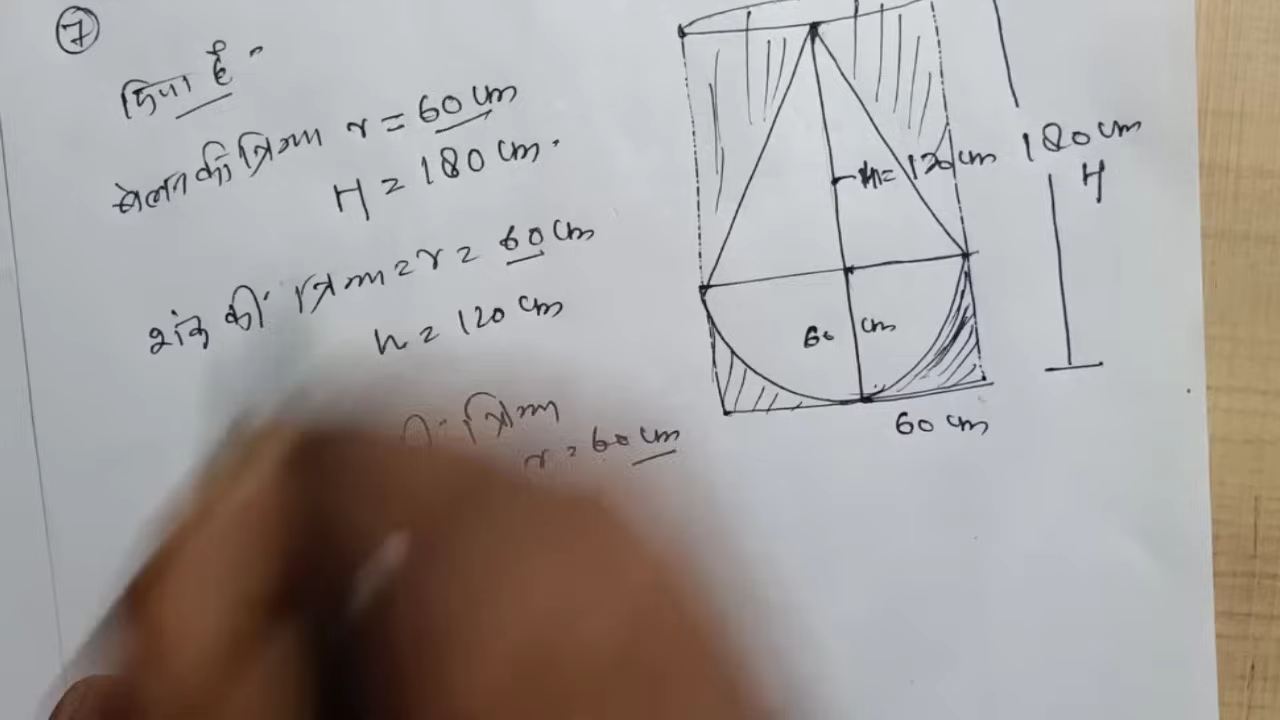 7
दिया है -
बेलन की त्रिज्या r = 60 cm
H = 180 cm.
शंकु की त्रिज्या = r = 60 cm
h = 120 cm
त्रिज्या
r = 60 cm
h = 120 cm
180 cm
H
60 cm
60 cm